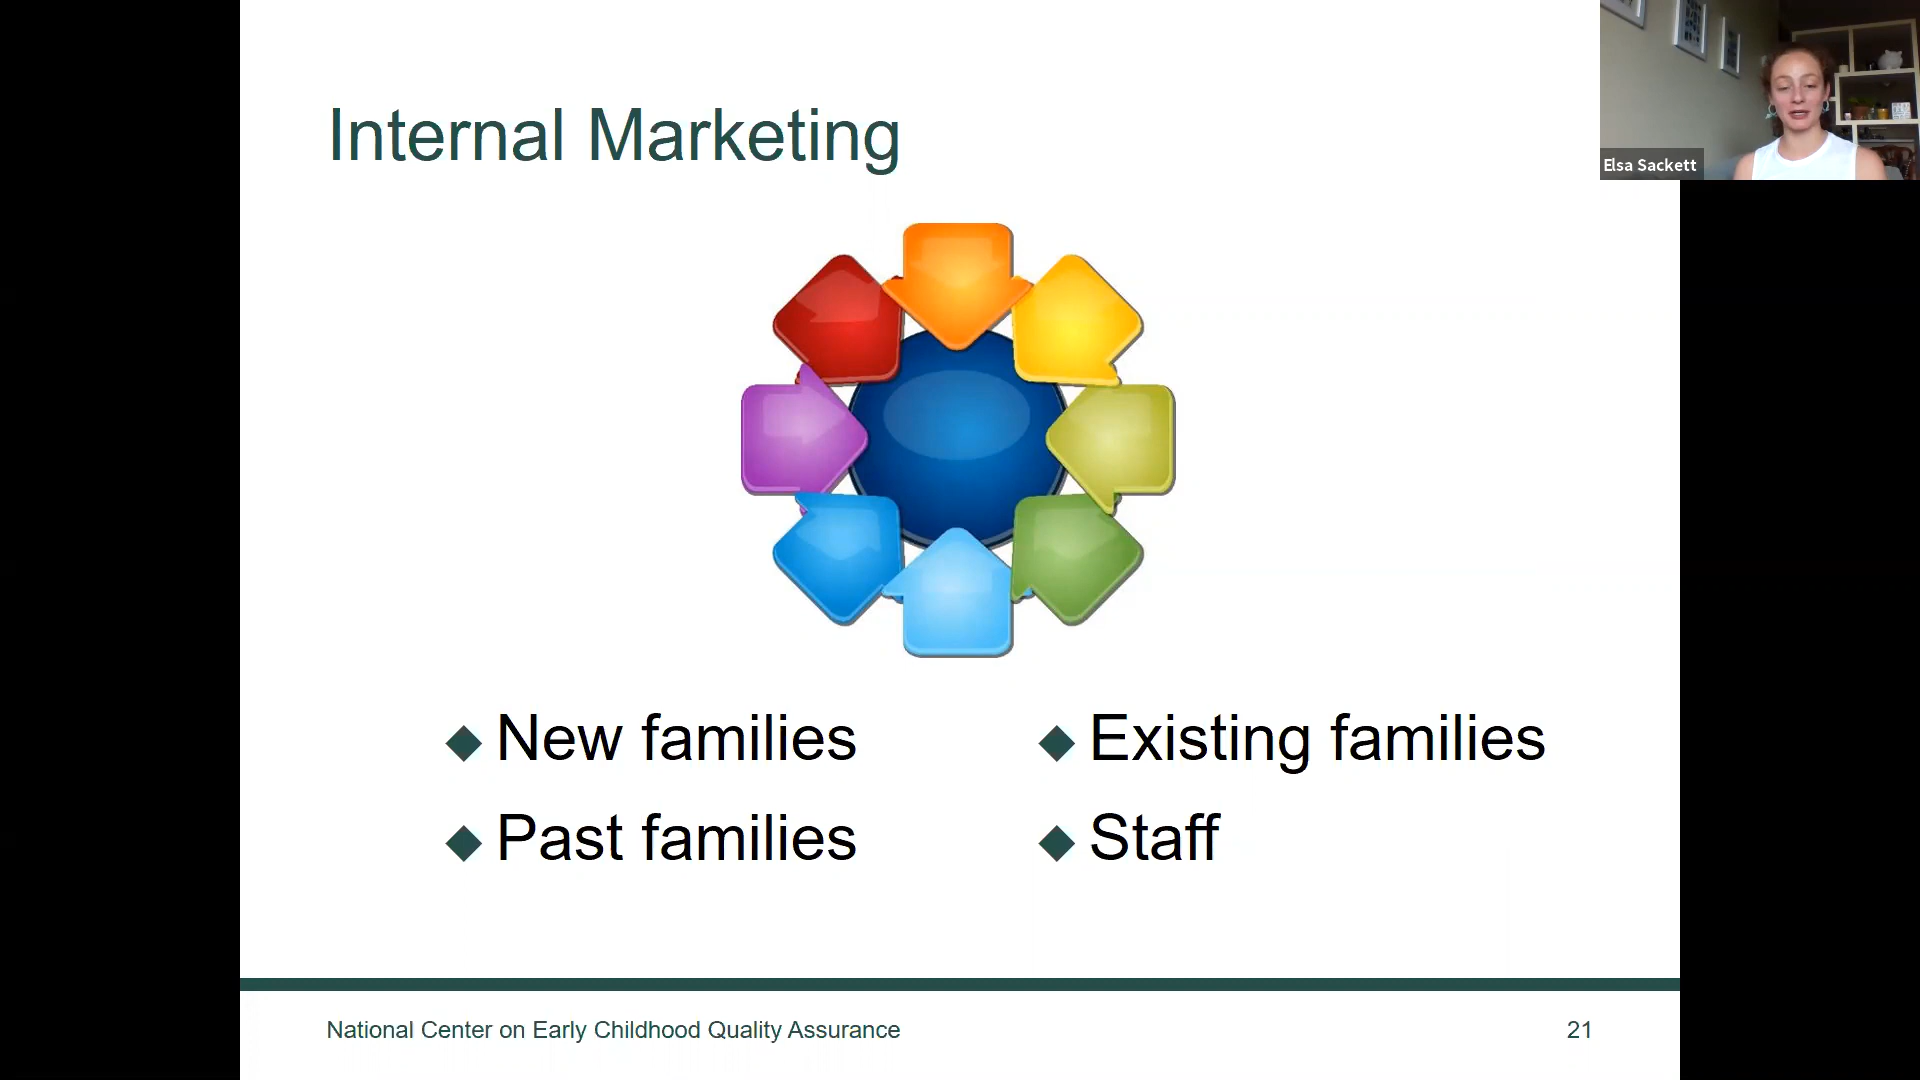 Internal Marketing
Elsa Sackett
New families
Existing families
Past families
Staff
National Center on Early Childhood Quality Assurance
21